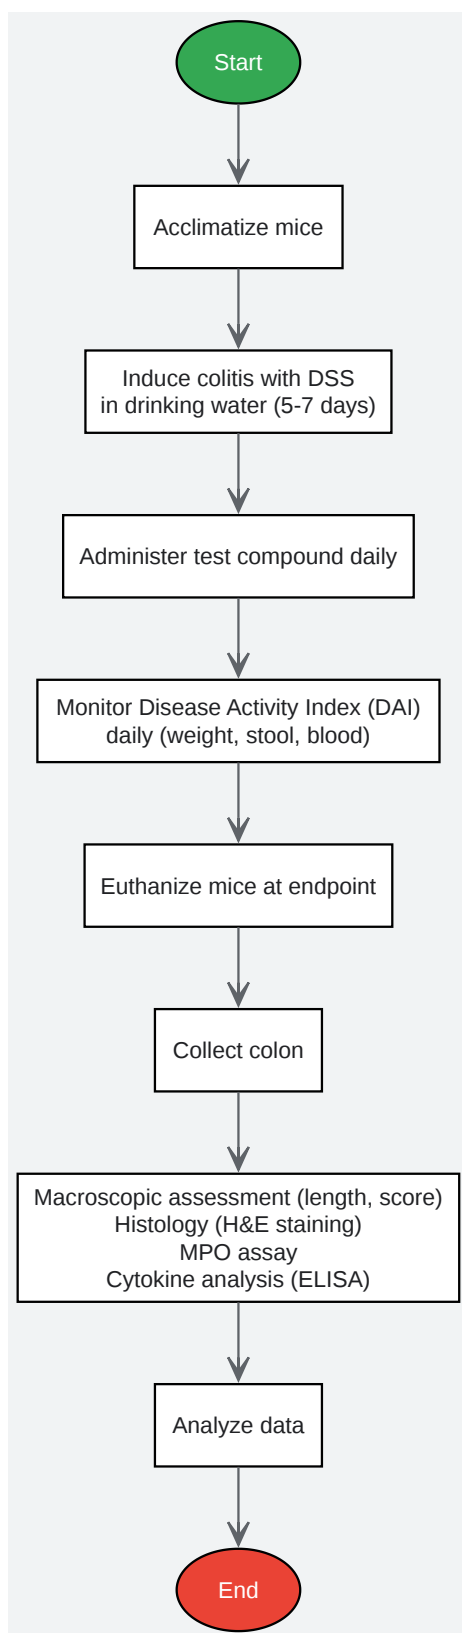 Start
Acclimatize mice
Induce colitis with DSS
in drinking water (5-7 days)
Administer test compound daily
Monitor Disease Activity Index (DAI)
daily (weight, stool, blood)
Euthanize mice at endpoint
Collect colon
Macroscopic assessment (length, score)
Histology (H&E staining)
MPO assay
Cytokine analysis (ELISA)
Analyze data
End